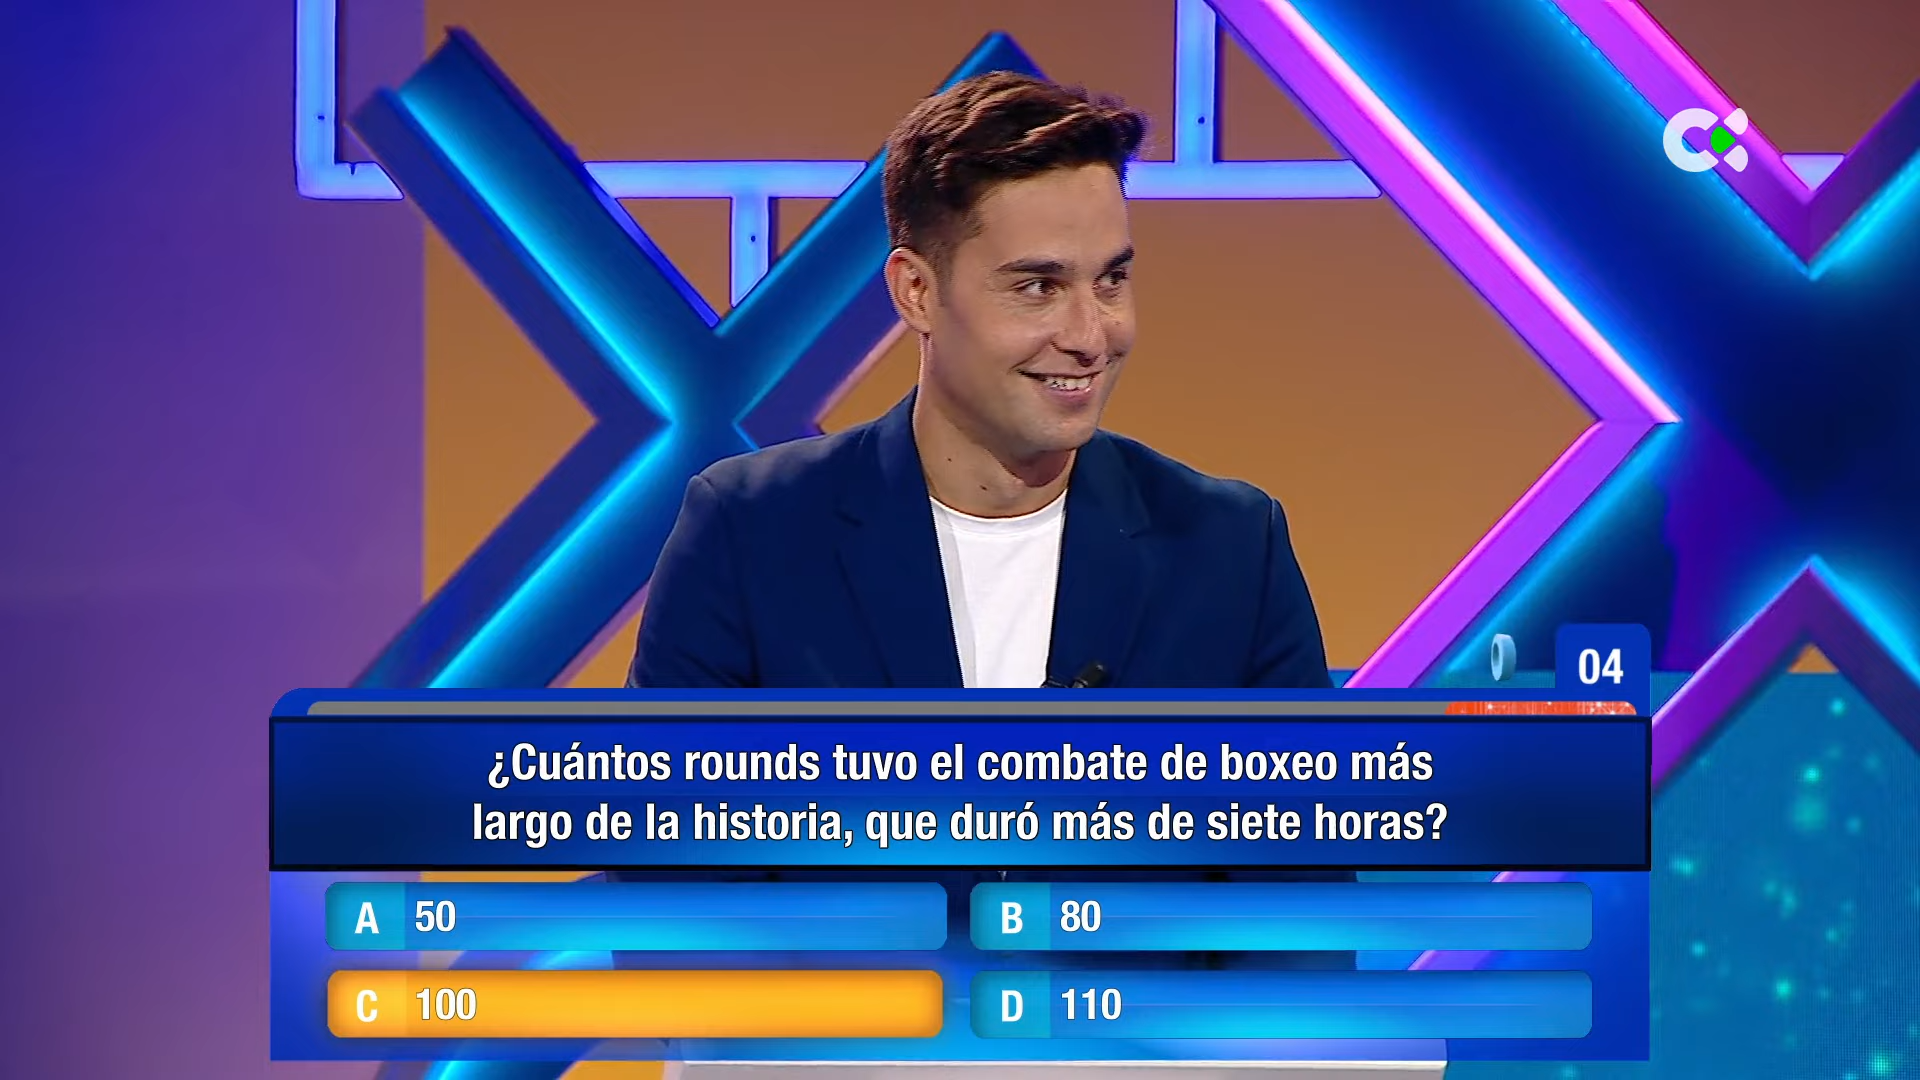 04
¿Cuántos rounds tuvo el combate de boxeo más
largo de la historia, que duró más de siete horas?
A 50
B 80
C 100
D 110